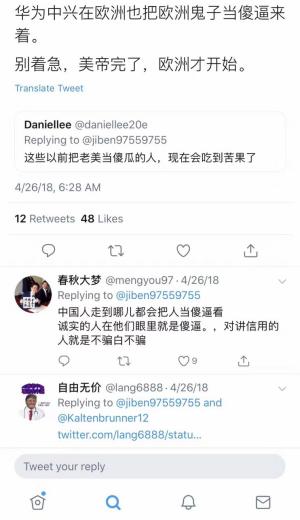 华为中兴在欧洲也把欧洲鬼子当傻逼来
着。
别着急，美帝完了，欧洲才开始。
Translate Tweet
Daniellee @daniellee20e
Replying to @jiben97559755
这些以前把老美当傻瓜的人，现在会吃到苦果了
4/26/18, 6:28 AM
12 Retweets 48 Likes
春秋大梦 @mengyou97 · 4/26/18
Replying to @jiben97559755
中国人走到哪儿都会把人当傻逼看
诚实的人在他们眼里就是傻逼。，对讲信用的
人就是不骗白不骗
9
自由无价 @lang6888 · 4/26/18
Replying to @jiben97559755 and
@Kaltenbrunner12
twitter.com/lang6888/statu...
Tweet your reply